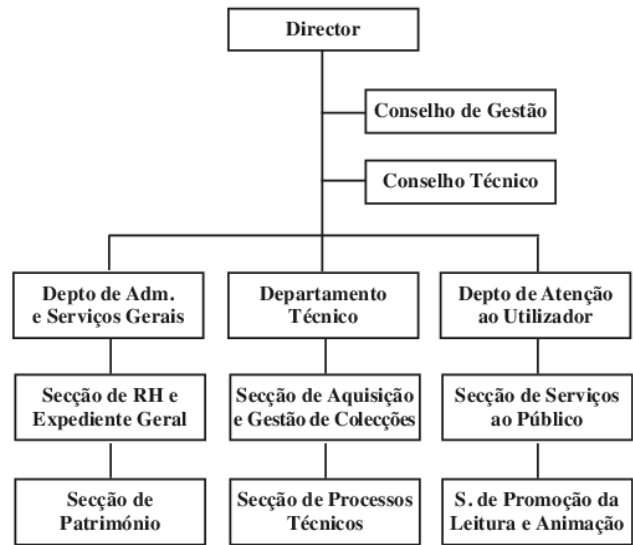 Director
Conselho de Gestão
Conselho Técnico
Depto de Adm.
e Serviços Gerais
Departamento
Técnico
Depto de Atenção
ao Utilizador
Secção de RH e
Expediente Geral
Secção de Aquisição
e Gestão de Colecções
Secção de Serviços
ao Público
Secção de
Património
Secção de Processos
Técnicos
S. de Promoção da
Leitura e Animação